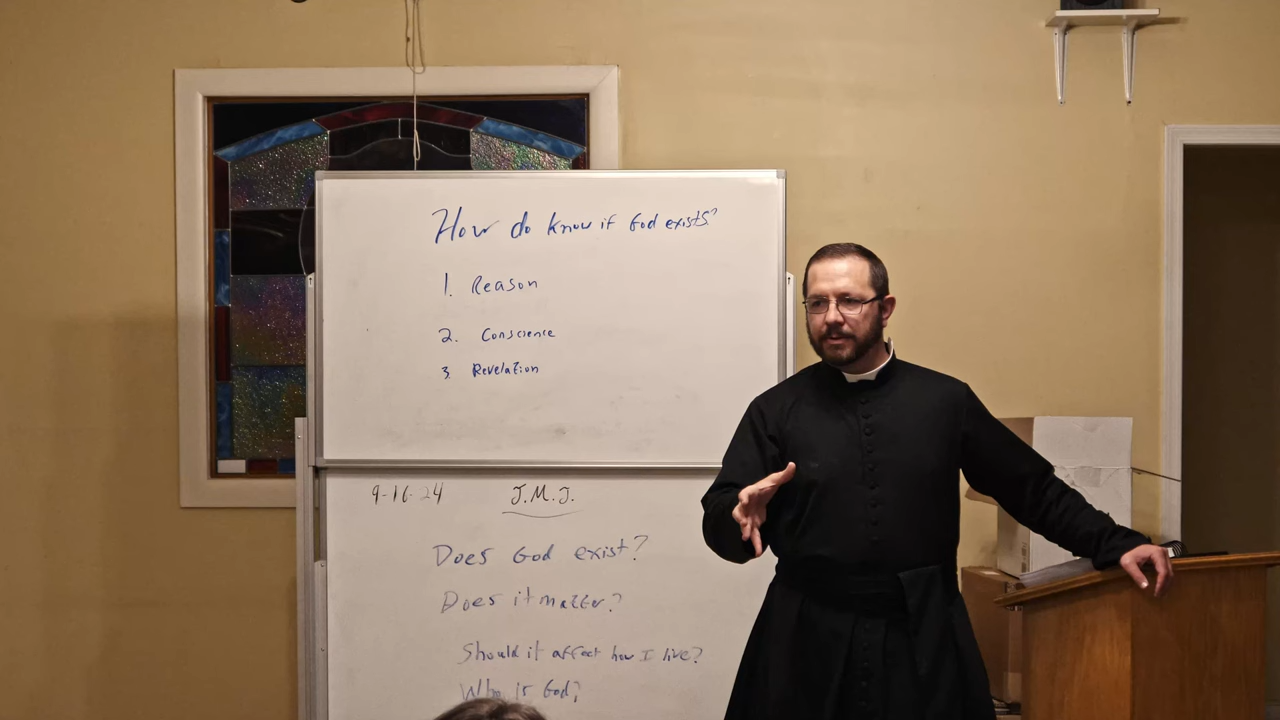 How do know if God exists?
1. Reason
2. Conscience
3. Revelation
9-16-24 J.M.J.
Does God exist?
Does it matter?
Should it affect how I live?
Who is God?